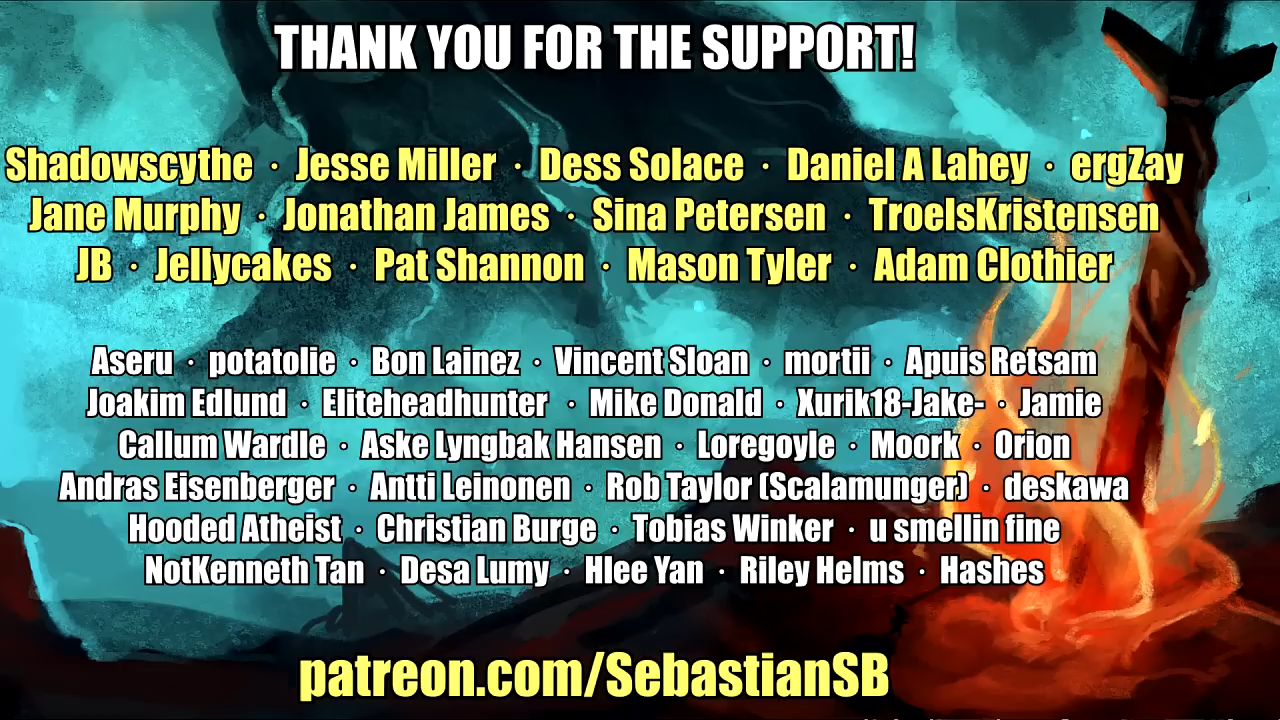 THANK YOU FOR THE SUPPORT!
Shadowscythe · Jesse Miller · Dess Solace · Daniel A Lahey · ergZay
Jane Murphy · Jonathan James · Sina Petersen · TroelsKristensen
JB · Jellycakes · Pat Shannon · Mason Tyler · Adam Clothier
Aseru · potatolie · Bon Lainez · Vincent Sloan · mortii · Apuis Retsam
Joakim Edlund · Eliteheadhunter · Mike Donald · Xurik18-Jake- · Jamie
Callum Wardle · Aske Lyngbak Hansen · Loregoyle · Moork · Orion
Andras Eisenberger · Antti Leinonen · Rob Taylor (Scalamunger) · deskawa
Hooded Atheist · Christian Burge · Tobias Winker · u smellin fine
NotKenneth Tan · Desa Lumy · Hlee Yan · Riley Helms · Hashes
patreon.com/SebastianSB